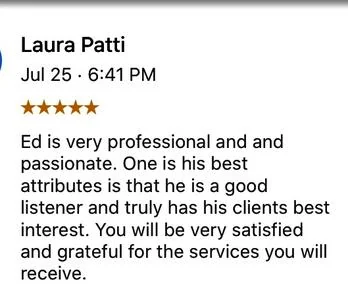 Laura Patti
Jul 25 · 6:41 PM
★★★★★
Ed is very professional and and
passionate. One is his best
attributes is that he is a good
listener and truly has his clients best
interest. You will be very satisfied
and grateful for the services you will
receive.